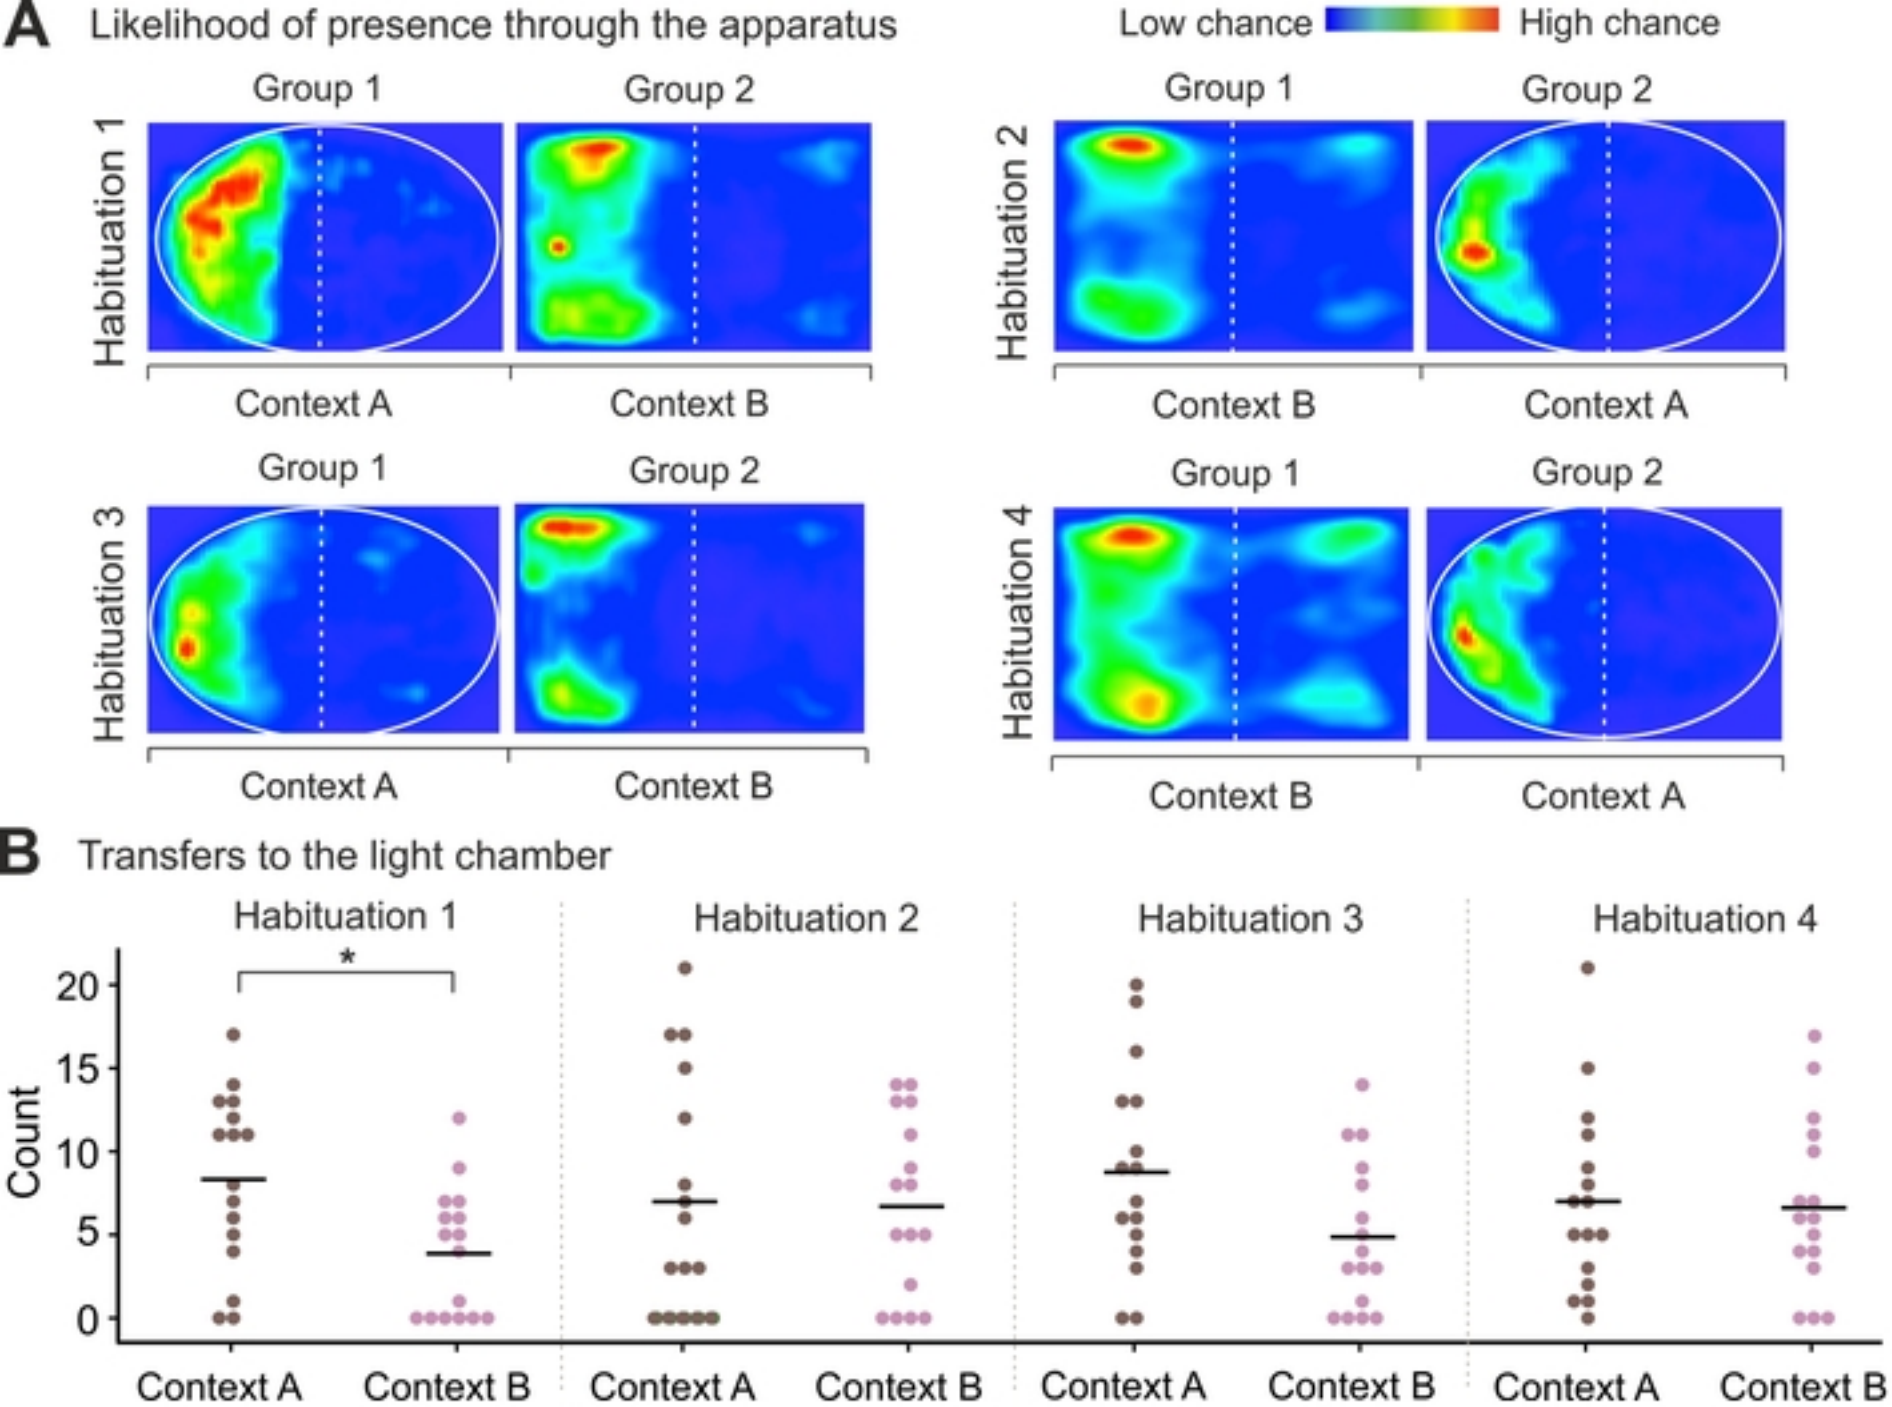 A Likelihood of presence through the apparatus
Low chance High chance
Group 1 Group 2 Group 1 Group 2
Habituation 1
Habituation 2
Context A Context B Context B Context A
Group 1 Group 2 Group 1 Group 2
Habituation 3
Habituation 4
Context A Context B Context B Context A
B Transfers to the light chamber
Habituation 1 Habituation 2 Habituation 3 Habituation 4
*
Count
20
15
10
5
0
Context A Context B Context A Context B Context A Context B Context A Context B